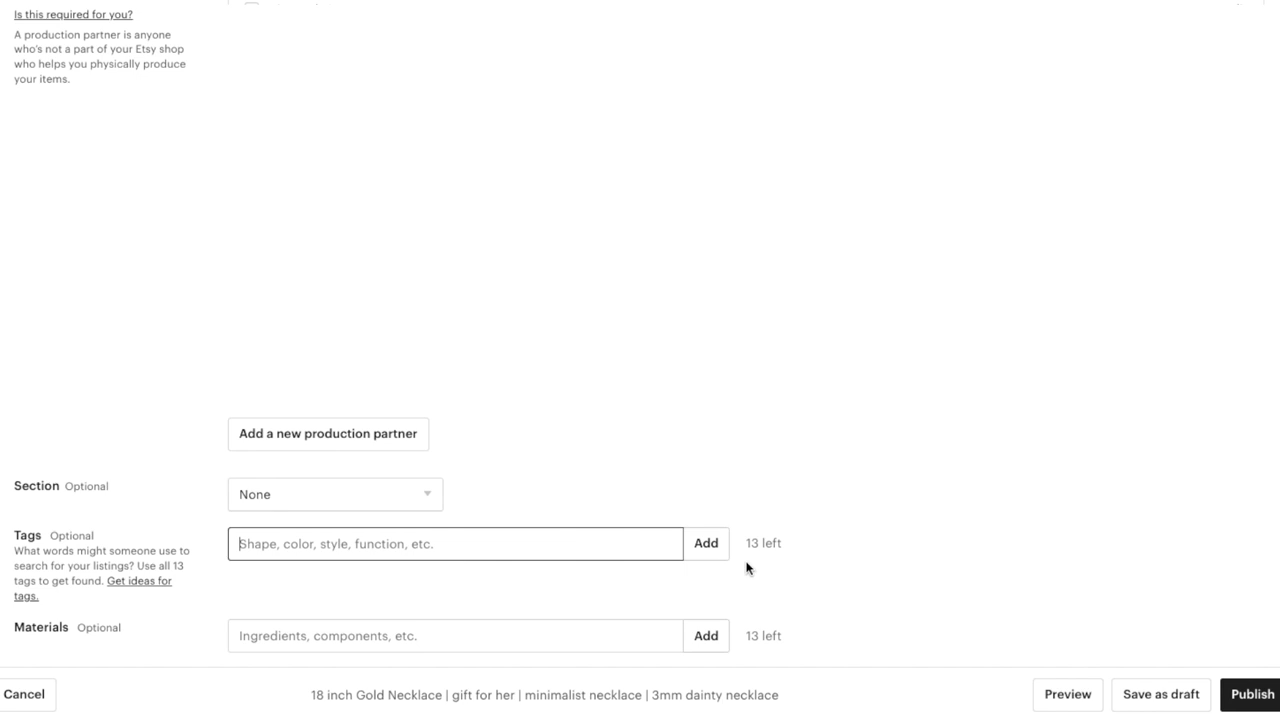 Is this required for you?
A production partner is anyone
who's not a part of your Etsy shop
who helps you physically produce
your items.
Add a new production partner
Section Optional
None
Tags Optional
What words might someone use to
search for your listings? Use all 13
tags to get found. Get ideas for
tags.
Shape, color, style, function, etc.
Add
13 left
Materials Optional
Ingredients, components, etc.
Add
13 left
Cancel
18 inch Gold Necklace | gift for her | minimalist necklace | 3mm dainty necklace
Preview
Save as draft
Publish